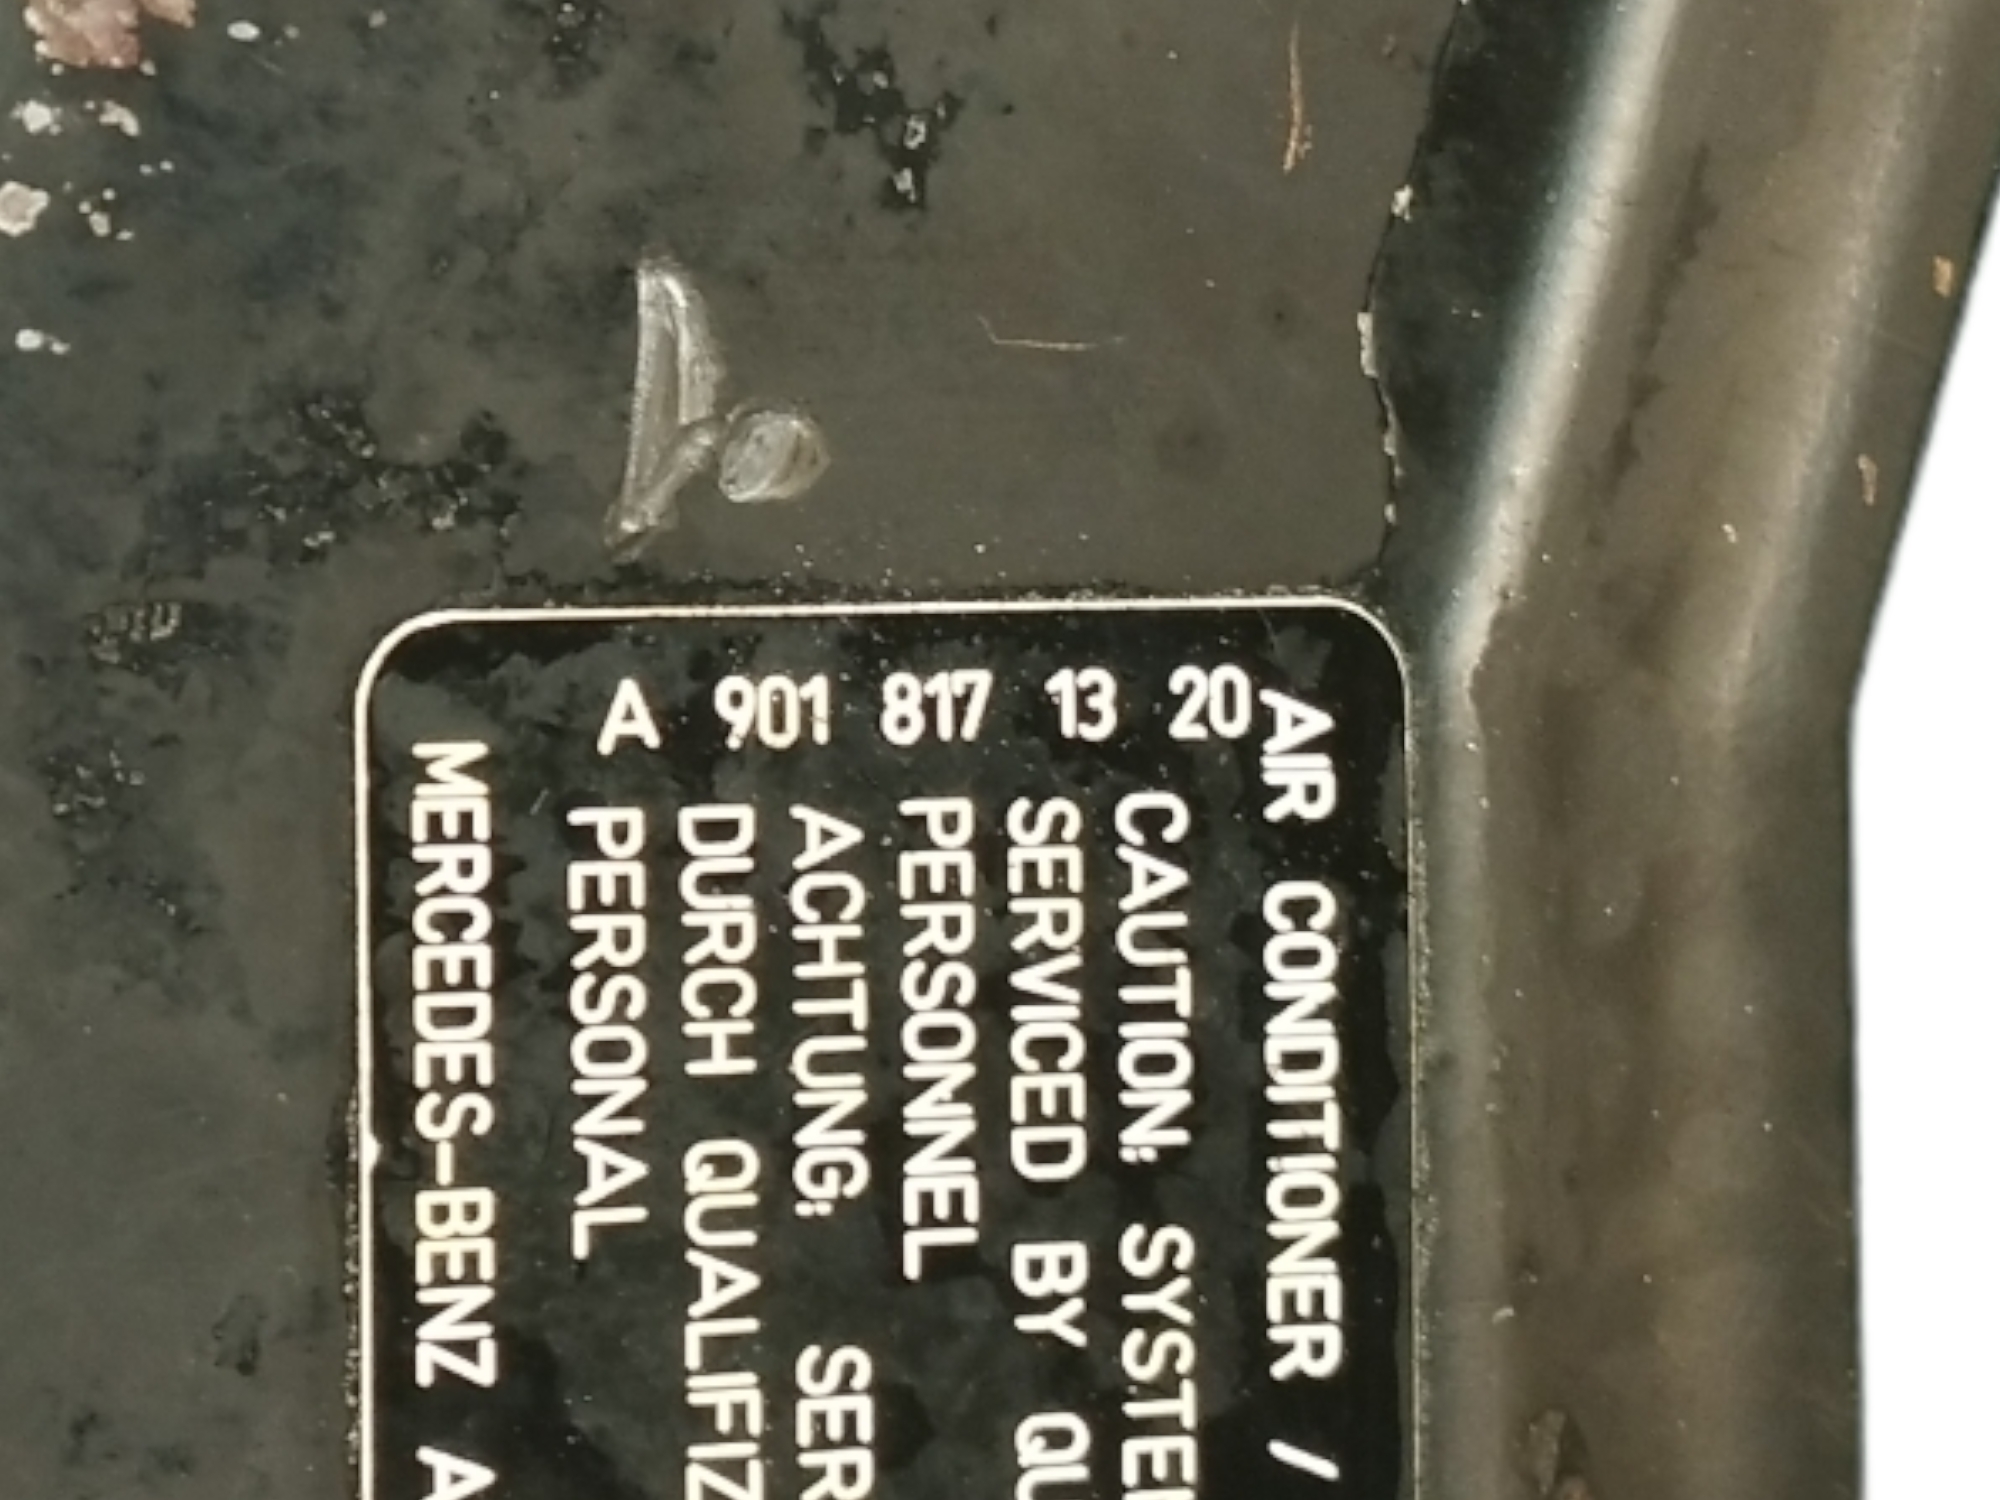 A 901 817 13 20
AIR CONDITIONER /
CAUTION: SYSTE
SERVICED BY QU
PERSONNEL
ACHTUNG: SER
DURCH QUALIFIZ
PERSONAL
MERCEDES-BENZ A